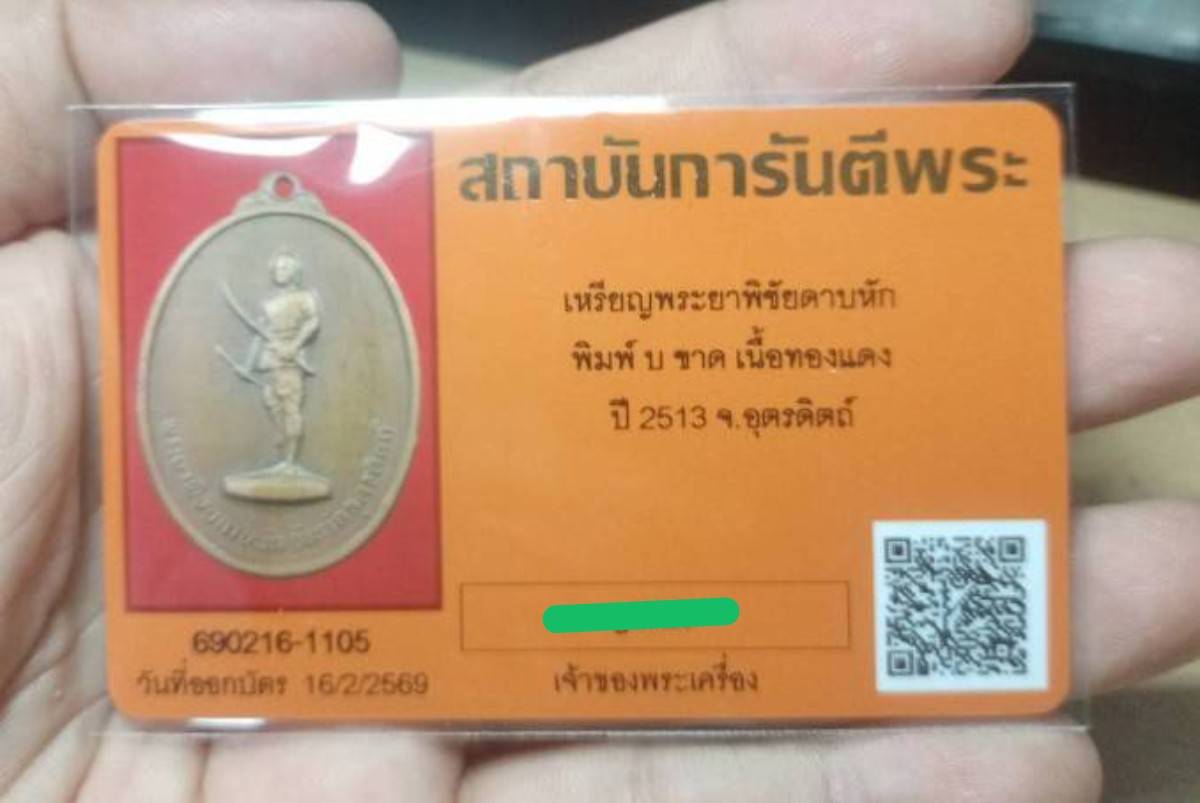 สถาบันการันตีพระ
เหรียญพระยาพิชัยดาบหัก
พิมพ์ บ ขาด เนื้อทองแดง
ปี 2513 จ.อุตรดิตถ์
690216-1105
วันที่ออกบัตร 16/2/2569
เจ้าของพระเครื่อง